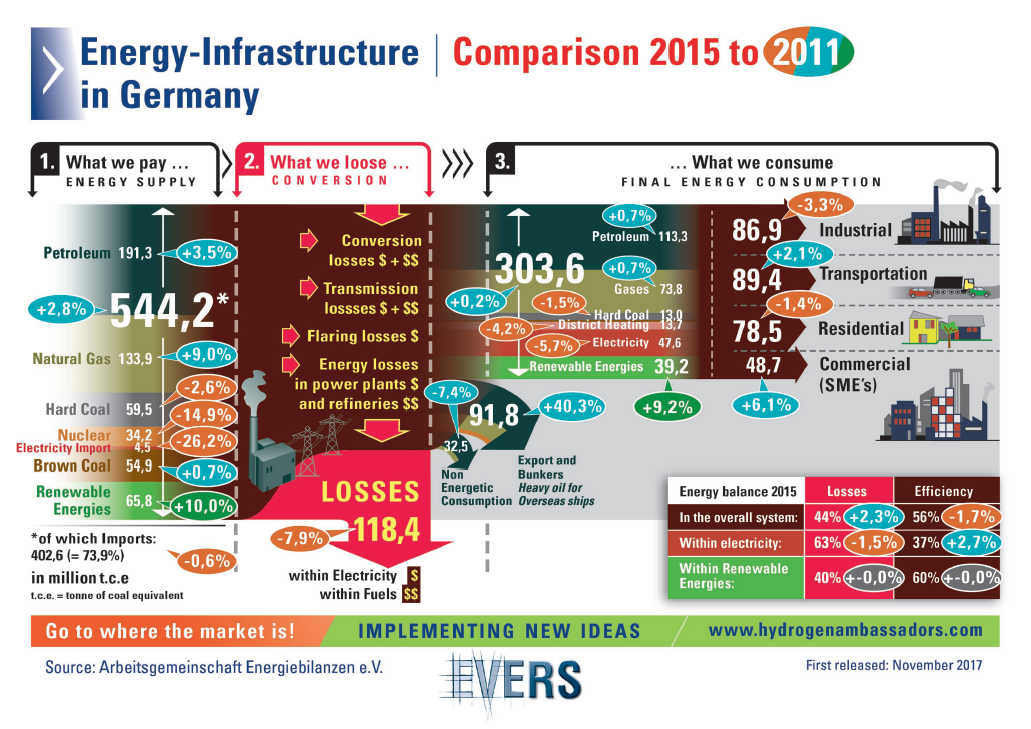 Energy-Infrastructure
in Germany
Comparison 2015 to 2011
1. What we pay ...
ENERGY SUPPLY
2. What we loose ...
CONVERSION
3. ... What we consume
FINAL ENERGY CONSUMPTION
Petroleum 191,3 +3,5%
+2,8% 544,2*
Natural Gas 133,9 +9,0%
-2,6%
Hard Coal 59,5 -14,9%
Nuclear 34,2 -26,2%
Electricity Import 4,5
Brown Coal 54,9 +0,7%
Renewable
Energies 65,8 +10,0%
*of which Imports:
402,6 (= 73,9%) -0,6%
in million t.c.e
t.c.e. = tonne of coal equivalent
Conversion
losses $ + $$
Transmission
lossses $ + $$
Flaring losses $
Energy losses
in power plants $
and refineries $$
LOSSES
-7,9% 118,4
within Electricity $
within Fuels $$
303,6
+0,2%
+0,7%
Petroleum 113,3
+0,7%
Gases 73,8
-1,5% Hard Coal 13,0
-4,2% District Heating 13,7
-5,7% Electricity 47,6
Renewable Energies 39,2
+9,2%
-7,4%
91,8 +40,3%
32,5
Non
Energetic
Consumption
Export and
Bunkers
Heavy oil for
Overseas ships
-3,3%
86,9 Industrial
+2,1%
89,4 Transportation
-1,4%
78,5 Residential
48,7 Commercial
(SME's)
+6,1%
Energy balance 2015 Losses Efficiency
In the overall system: 44% +2,3% 56% -1,7%
Within electricity: 63% -1,5% 37% +2,7%
Within Renewable
Energies: 40% +-0,0% 60% +-0,0%
Go to where the market is! IMPLEMENTING NEW IDEAS www.hydrogenambassadors.com
Source: Arbeitsgemeinschaft Energiebilanzen e.V.
EVERS
First released: November 2017